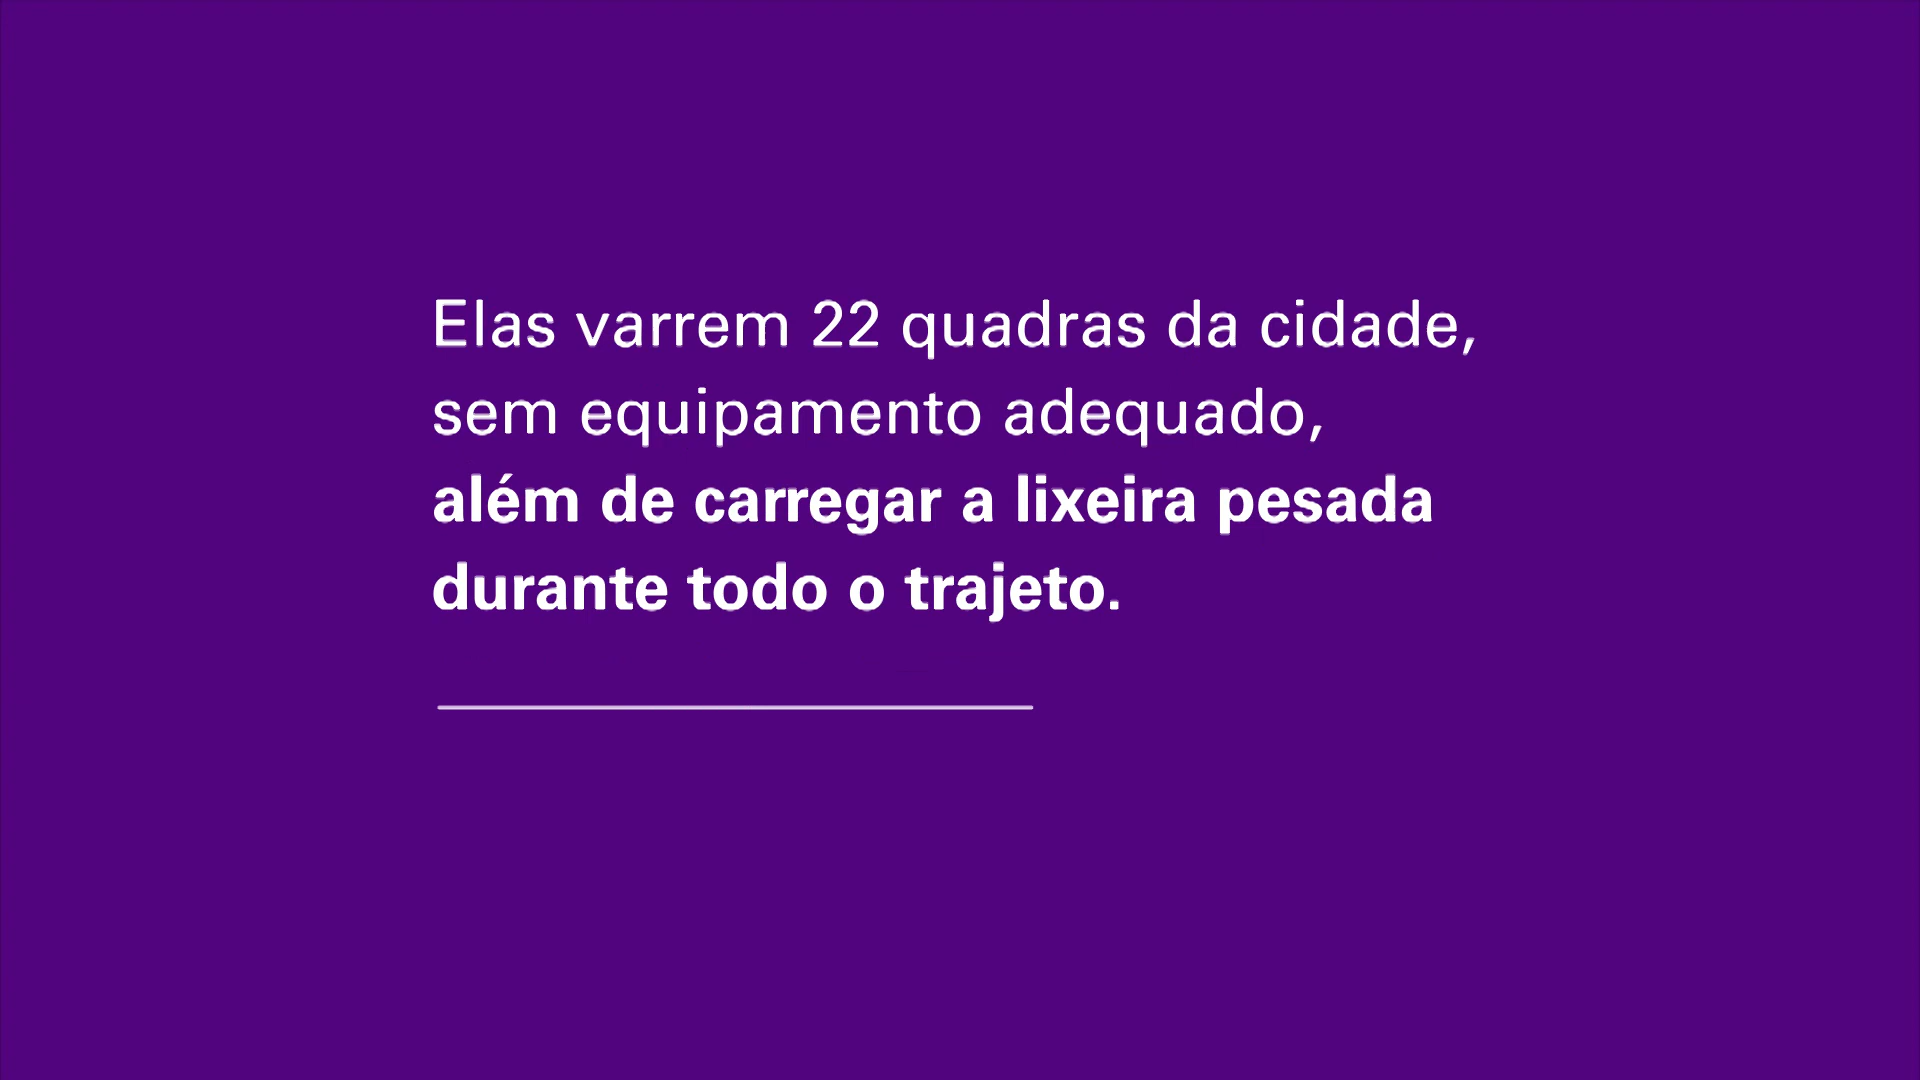 Elas varrem 22 quadras da cidade,
sem equipamento adequado,
além de carregar a lixeira pesada
durante todo o trajeto.